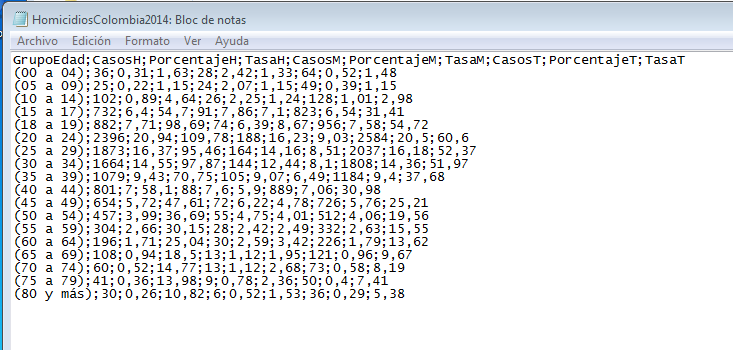 HomicidiosColombia2014: Bloc de notas
Archivo Edición Formato Ver Ayuda
GrupoEdad;CasosH;PorcentajeH;TasaH;CasosM;PorcentajeM;TasaM;CasosT;PorcentajeT;TasaT
(00 a 04);36;0,31;1,63;28;2,42;1,33;64;0,52;1,48
(05 a 09);25;0,22;1,15;24;2,07;1,15;49;0,39;1,15
(10 a 14);102;0,89;4,64;26;2,25;1,24;128;1,01;2,98
(15 a 17);732;6,4;54,7;91;7,86;7,1;823;6,54;31,41
(18 a 19);882;7,71;98,69;74;6,39;8,67;956;7,58;54,72
(20 a 24);2396;20,94;109,78;188;16,23;9,03;2584;20,5;60,6
(25 a 29);1873;16,37;95,46;164;14,16;8,51;2037;16,18;52,37
(30 a 34);1664;14,55;97,87;144;12,44;8,1;1808;14,36;51,97
(35 a 39);1079;9,43;70,75;105;9,07;6,49;1184;9,4;37,68
(40 a 44);801;7;58,1;88;7,6;5,9;889;7,06;30,98
(45 a 49);654;5,72;47,61;72;6,22;4,78;726;5,76;25,21
(50 a 54);457;3,99;36,69;55;4,75;4,01;512;4,06;19,56
(55 a 59);304;2,66;30,15;28;2,42;2,49;332;2,63;15,55
(60 a 64);196;1,71;25,04;30;2,59;3,42;226;1,79;13,62
(65 a 69);108;0,94;18,5;13;1,12;1,95;121;0,96;9,67
(70 a 74);60;0,52;14,77;13;1,12;2,68;73;0,58;8,19
(75 a 79);41;0,36;13,98;9;0,78;2,36;50;0,4;7,41
(80 y más);30;0,26;10,82;6;0,52;1,53;36;0,29;5,38